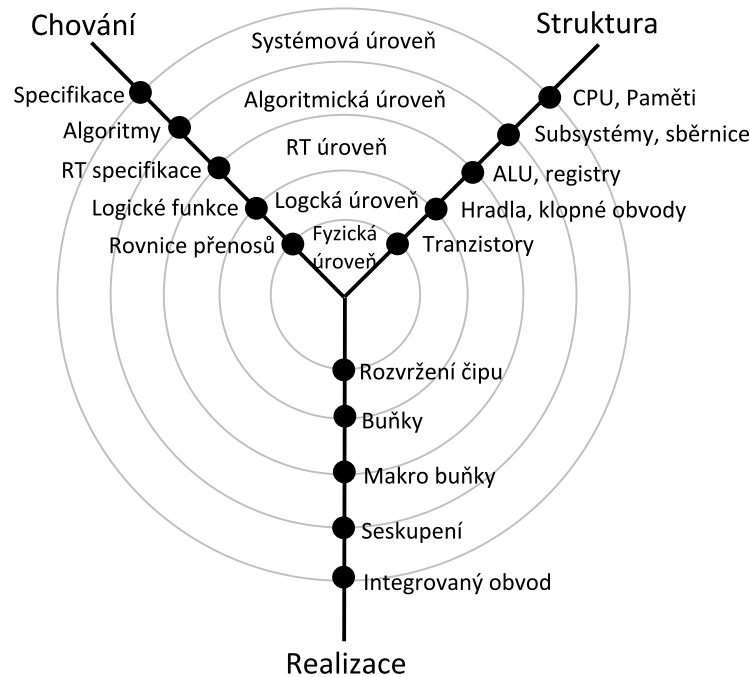 Chování
Struktura
Systémová úroveň
Specifikace
CPU, Paměti
Algoritmická úroveň
Algoritmy
Subsystémy, sběrnice
RT úroveň
RT specifikace
ALU, registry
Logcká úroveň
Logické funkce
Hradla, klopné obvody
Fyzická
úroveň
Rovnice přenosů
Tranzistory
Rozvržení čipu
Buňky
Makro buňky
Seskupení
Integrovaný obvod
Realizace